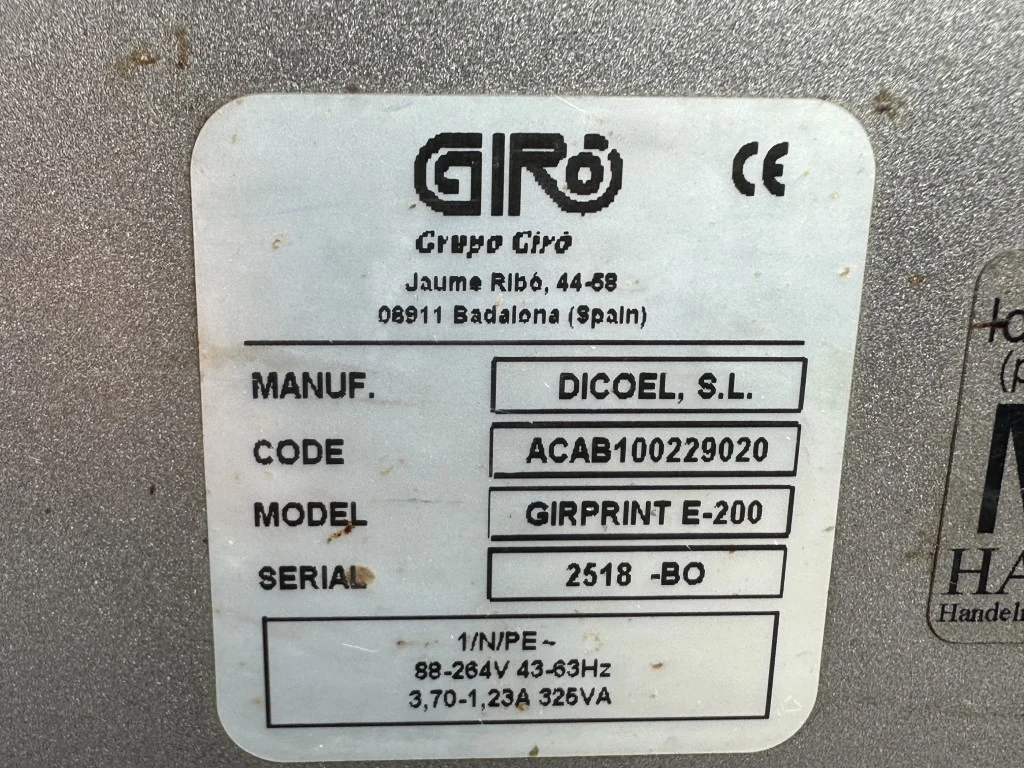 GIRó
CE
Grupo Giró
Jaume Ribó, 44-58
08911 Badalona (Spain)
MANUF. DICOEL, S.L.
CODE ACAB100229020
MODEL GIRPRINT E-200
SERIAL 2518 -BO
1/N/PE~
88-264V 43-63Hz
3,70-1,23A 325VA